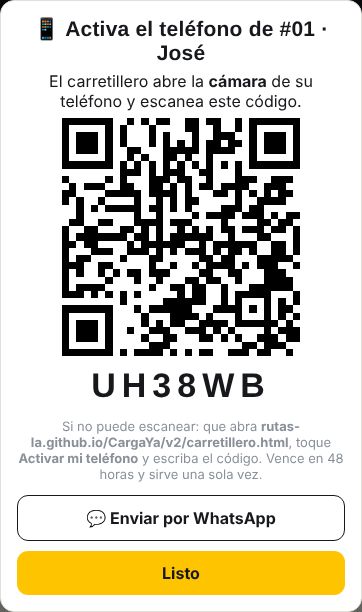 📱 Activa el teléfono de #01 ·
José
El carretillero abre la cámara de su
teléfono y escanea este código.
UH38WB
Si no puede escanear: que abra rutas-
la.github.io/CargaYa/v2/carretillero.html, toque
Activar mi teléfono y escriba el código. Vence en 48
horas y sirve una sola vez.
💬 Enviar por WhatsApp
Listo